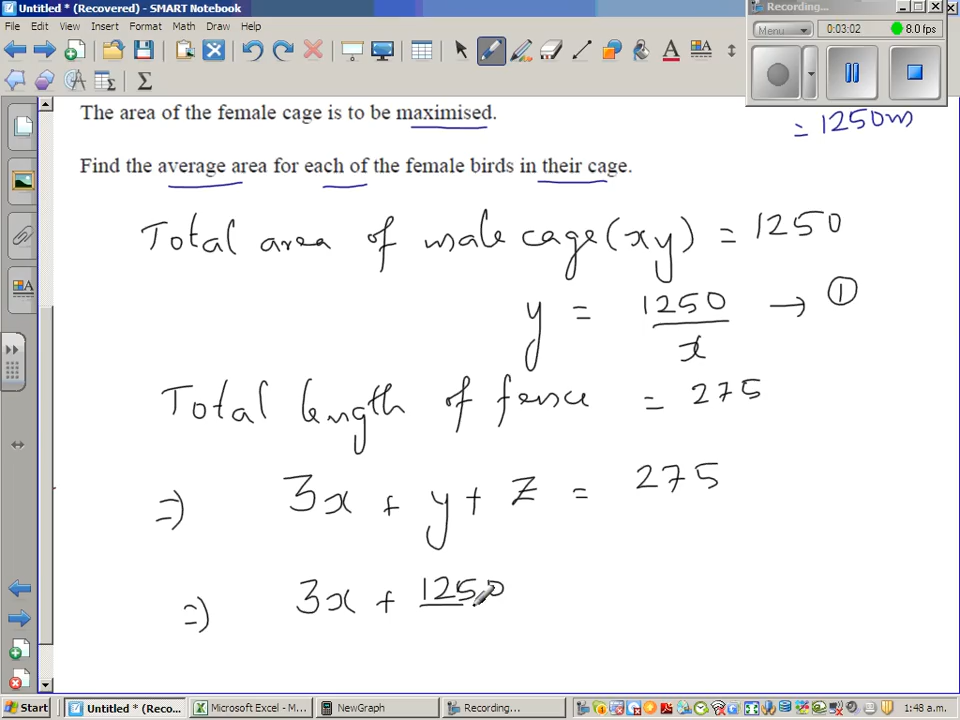 Untitled * (Recovered) - SMART Notebook
Recording...
File Edit View Insert Format Draw Help
Menu 0:03:02 8.0 fps
The area of the female cage is to be maximised.
= 1250m
Find the average area for each of the female birds in their cage.
Total area of male cage (xy) = 1250
y = 1250/x → ①
Total length of fence = 275
⇒ 3x + y + z = 275
⇒ 3x + 1250
Start Untitled * (Reco... Microsoft Excel - M... NewGraph Recording... 1:48 a.m.